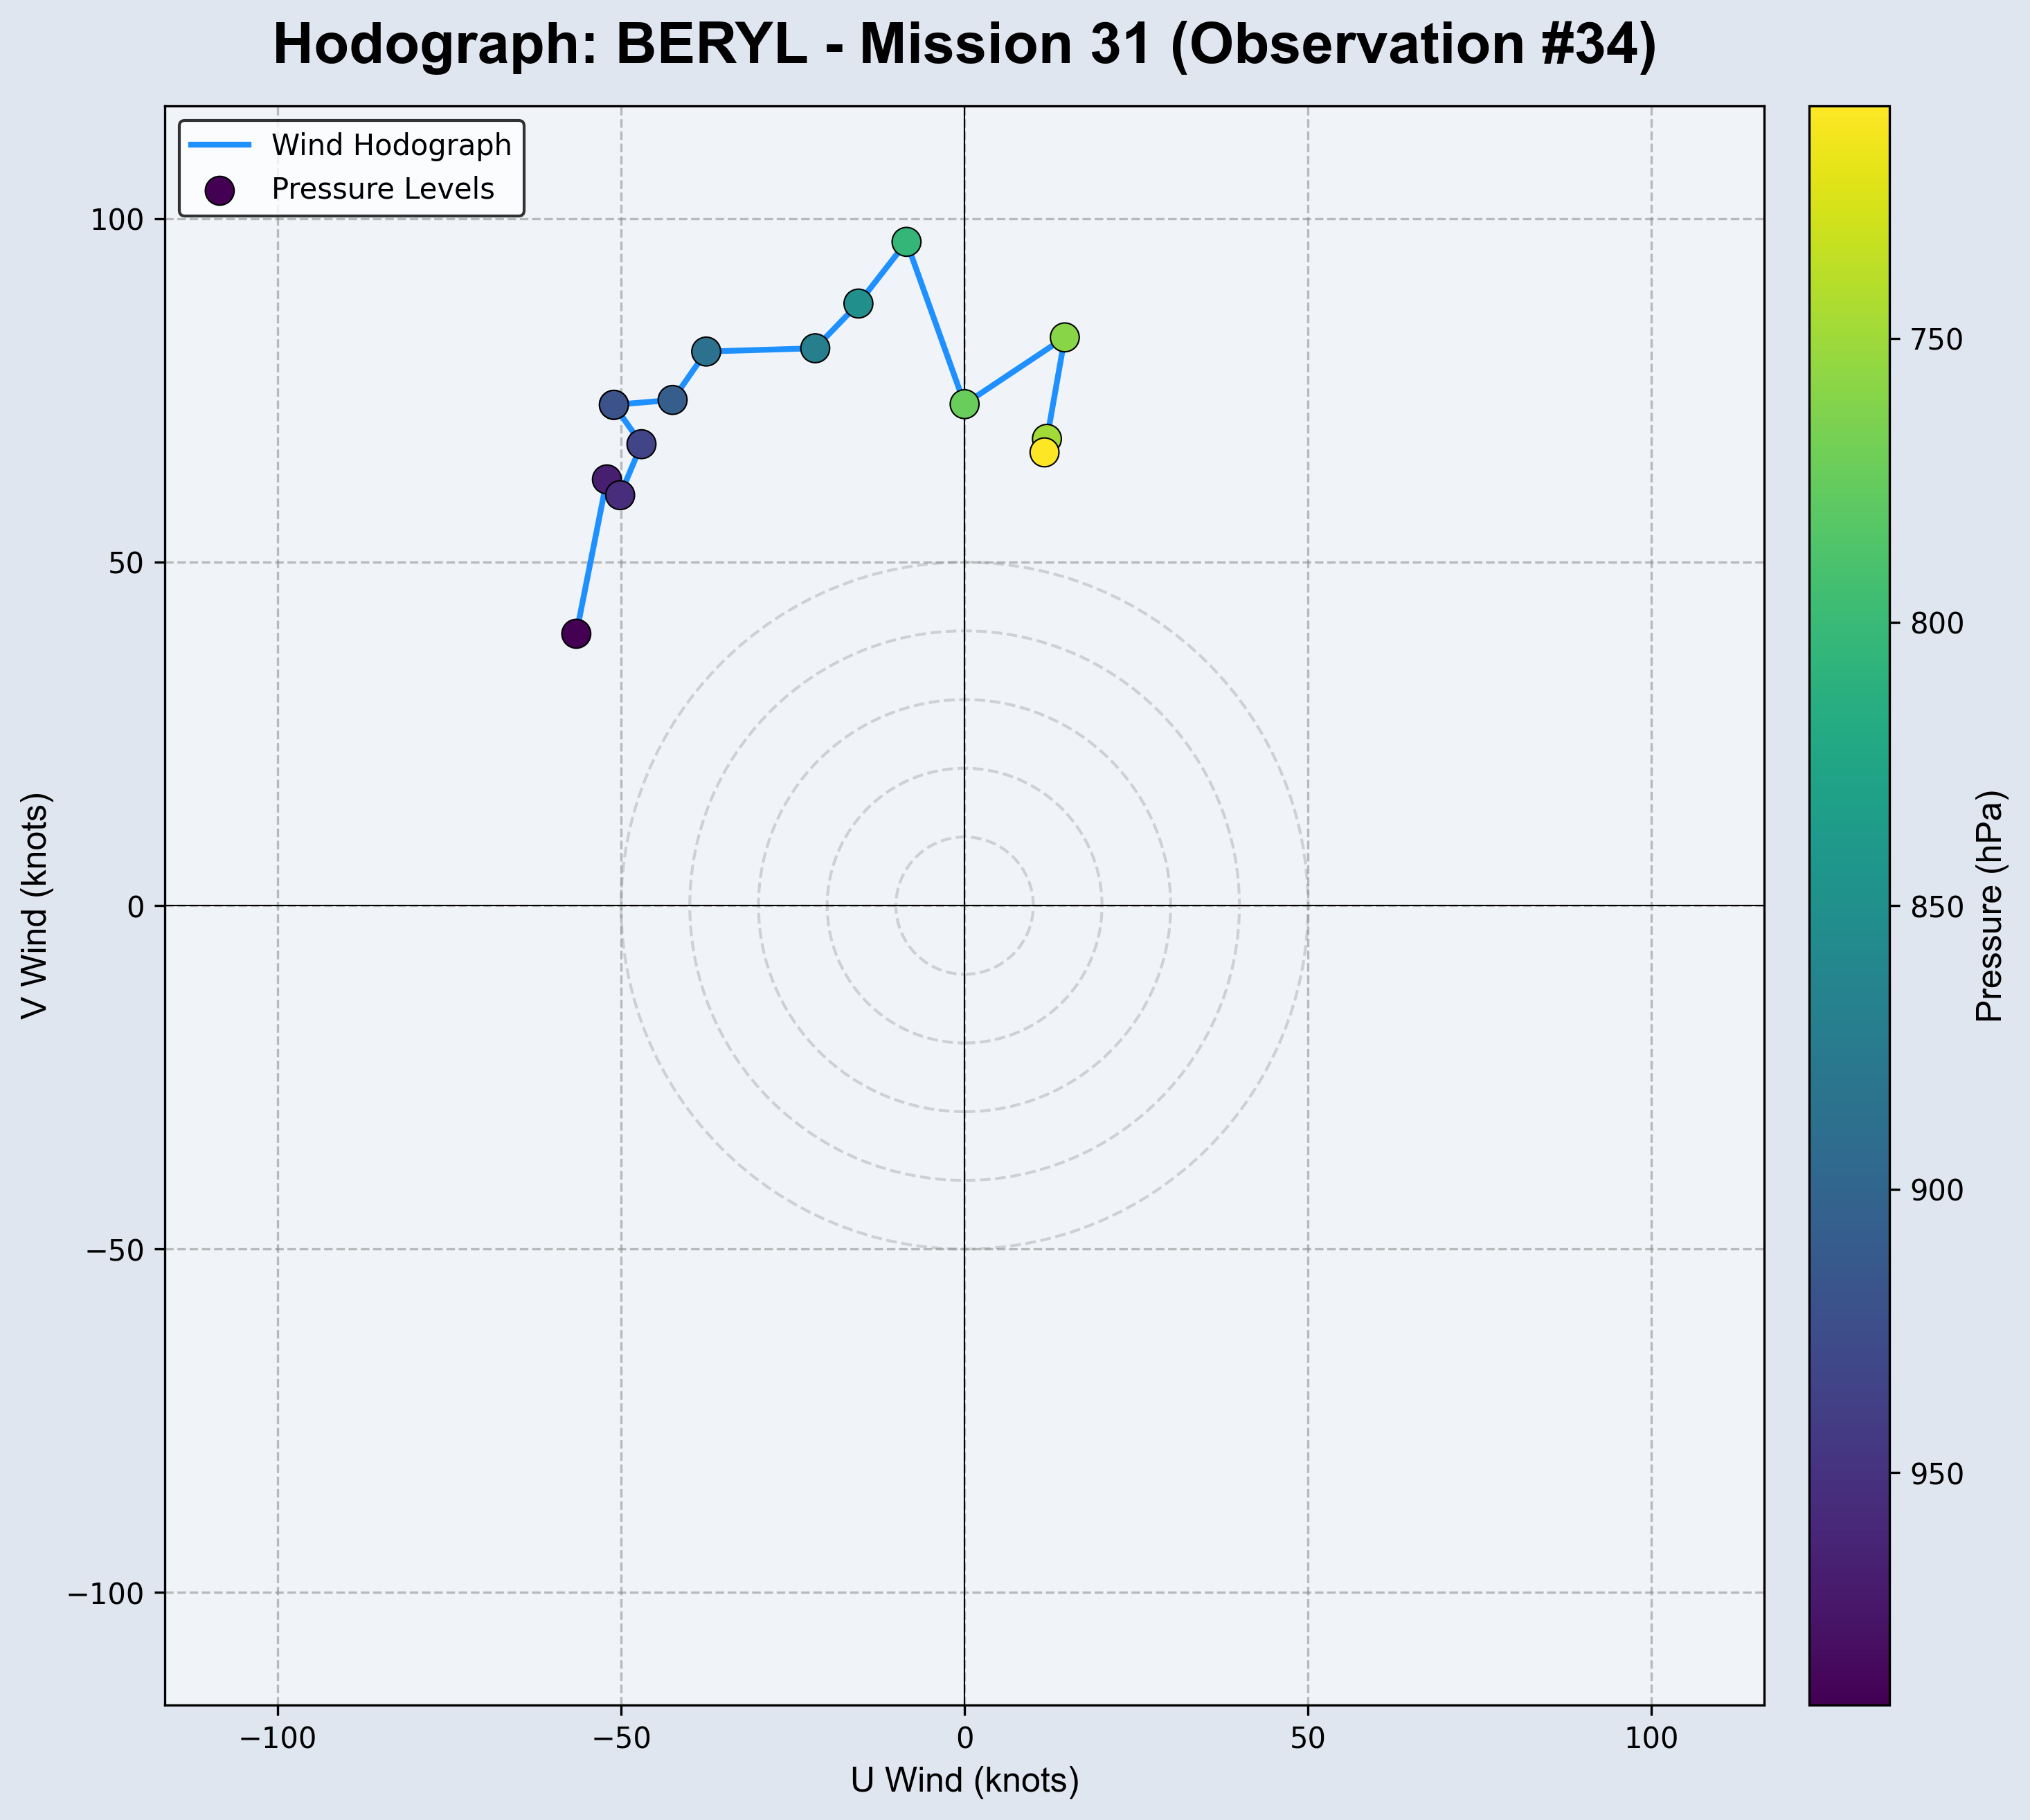 Hodograph: BERYL - Mission 31 (Observation #34)
Wind Hodograph
Pressure Levels
100
50
0
−50
−100
V Wind (knots)
−100
−50
0
50
100
U Wind (knots)
750
800
850
900
950
Pressure (hPa)